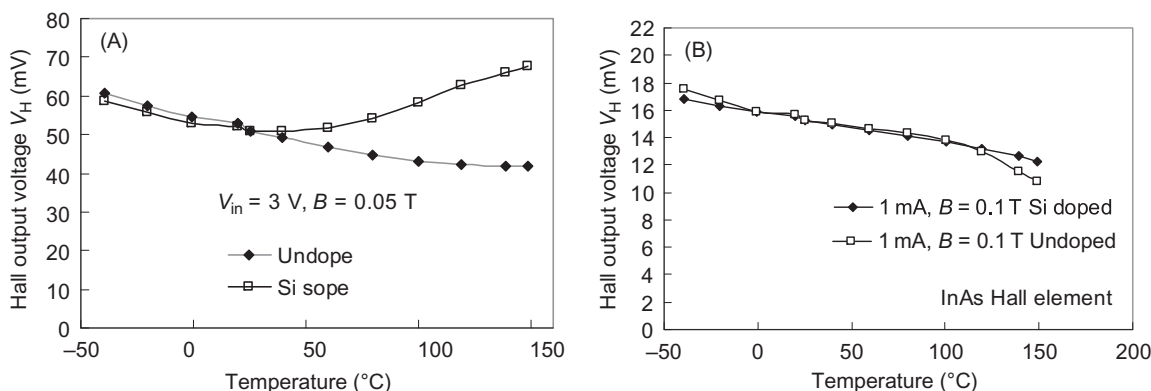 (A)
Hall output voltage V_H (mV)
80
70
60
50
40
30
20
10
0
V_in = 3 V, B = 0.05 T
Undope
Si sope
–50
0
50
100
150
Temperature (°C)
(B)
Hall output voltage V_H (mV)
22
20
18
16
14
12
10
8
6
4
2
0
1 mA, B = 0.1 T Si doped
1 mA, B = 0.1 T Undoped
InAs Hall element
–50
0
50
100
150
200
Temperature (°C)